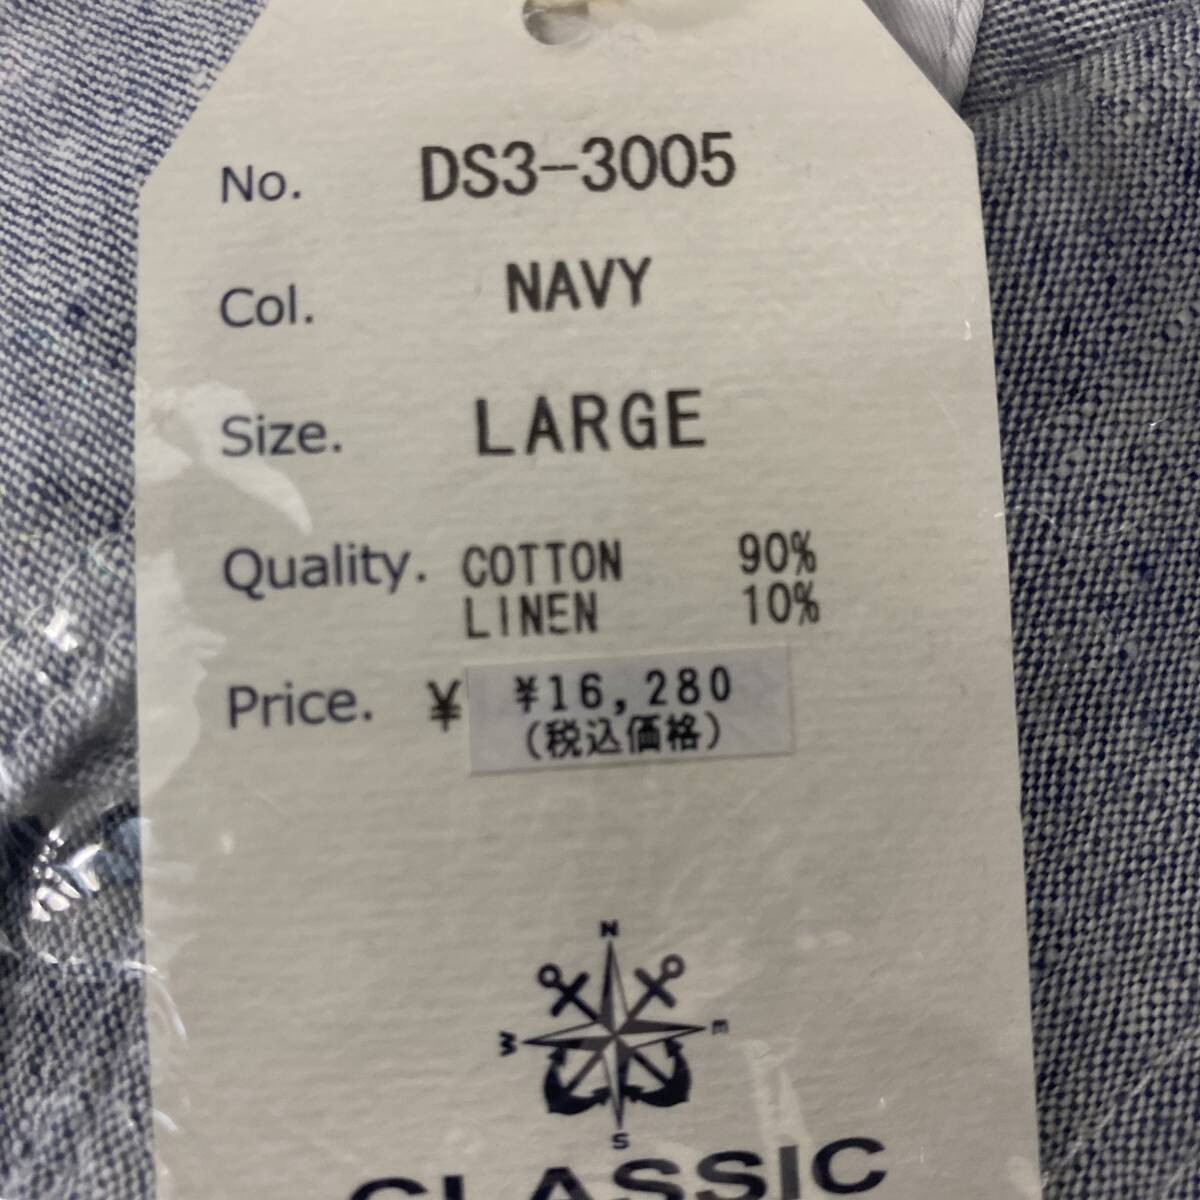 No. DS3-3005
Col. NAVY
Size. LARGE
Quality. COTTON 90%
LINEN 10%
Price. ¥ ¥16,280
(税込価格)
N
W E
S
CLASSIC